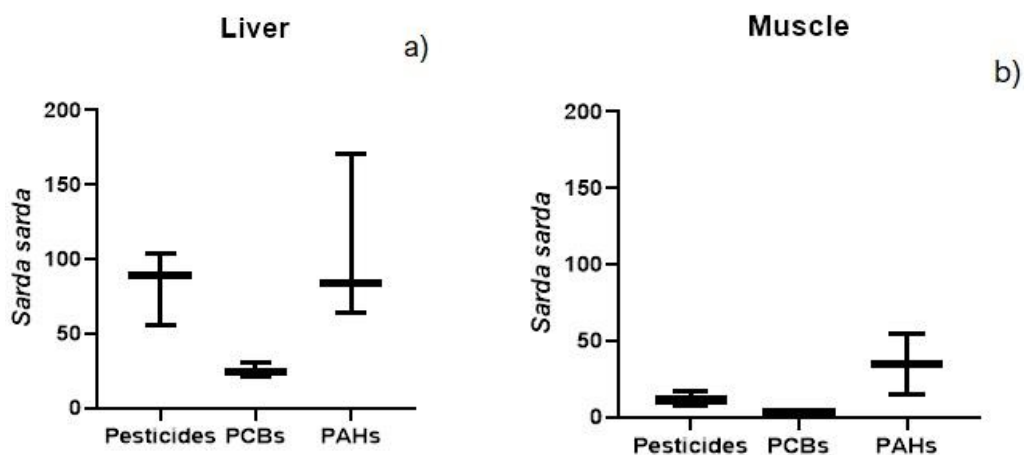 Liver
a)
Sarda sarda
200
150
100
50
0
Pesticides PCBs PAHs
Muscle
b)
Sarda sarda
200
150
100
50
0
Pesticides PCBs PAHs